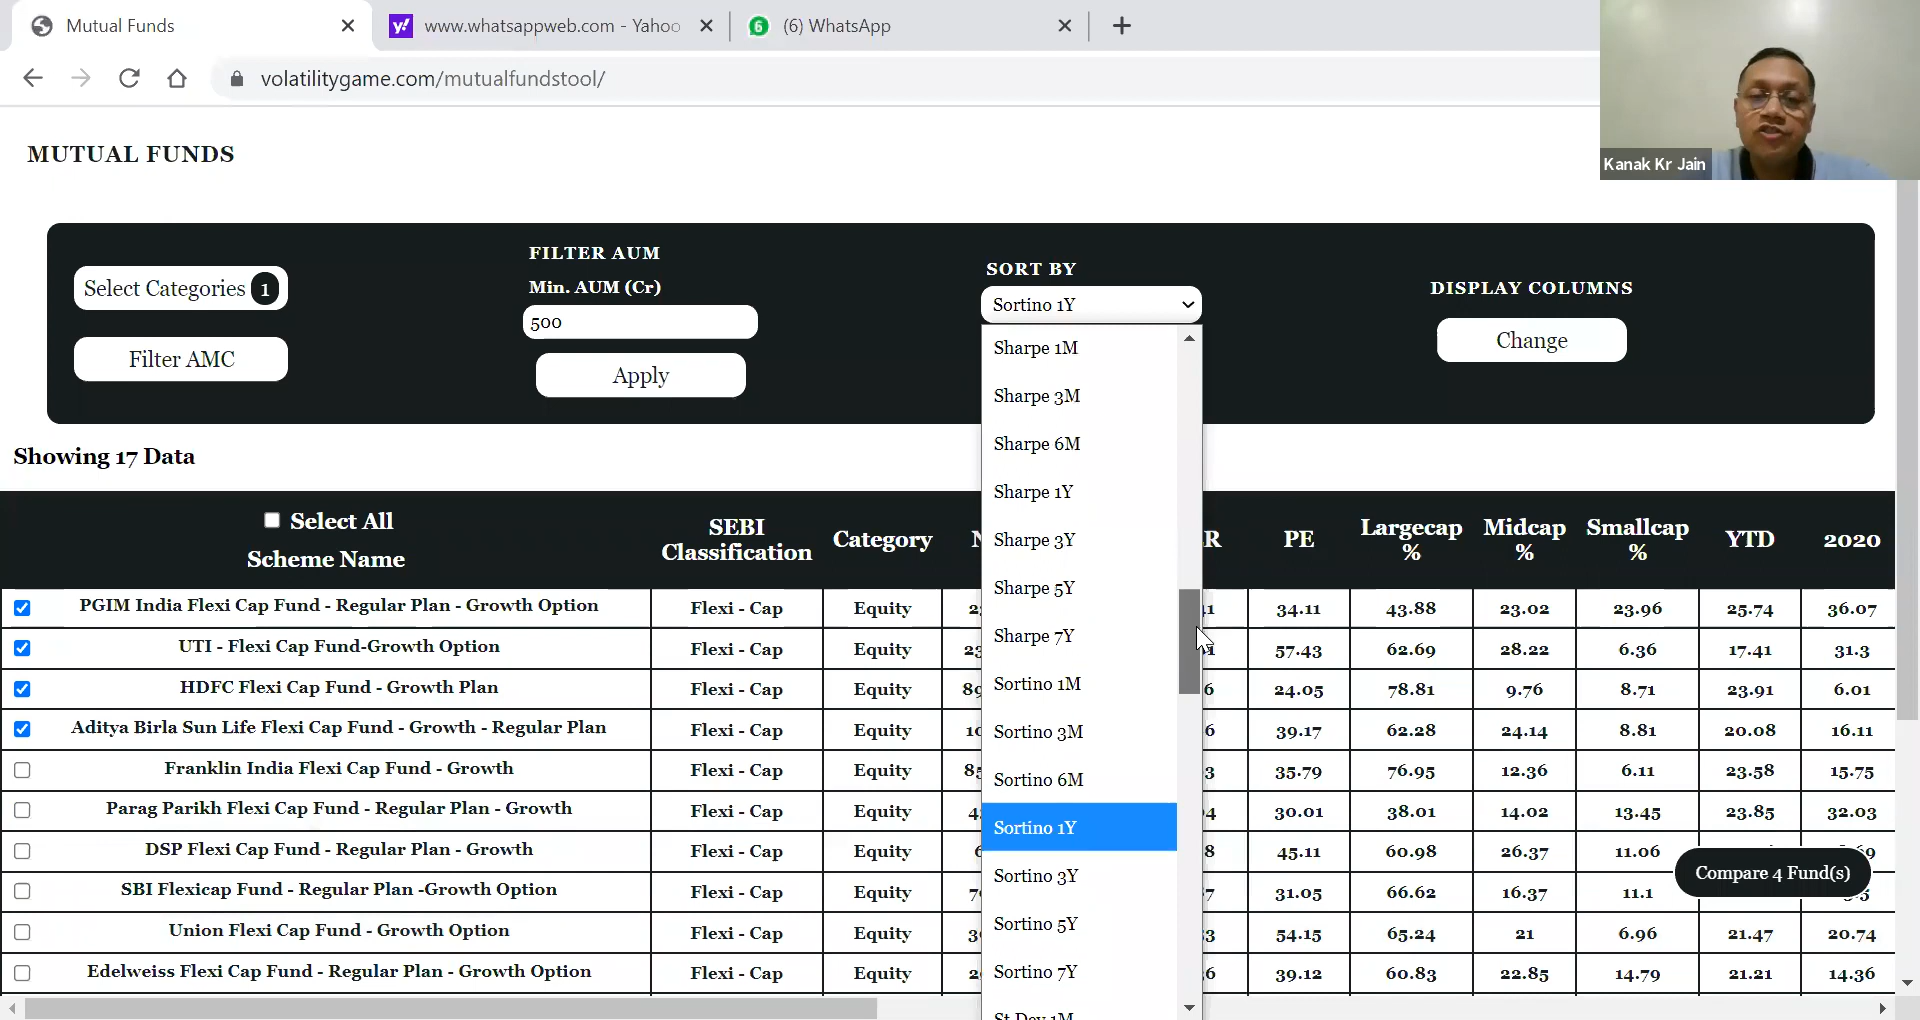 Mutual Funds
www.whatsappweb.com - Yahoo
6 (6) WhatsApp
volatilitygame.com/mutualfundstool/
Kanak Kr Jain
MUTUAL FUNDS
Select Categories 1
Filter AMC
FILTER AUM
Min. AUM (Cr)
500
Apply
SORT BY
Sortino 1Y
DISPLAY COLUMNS
Change
Sharpe 1M
Sharpe 3M
Sharpe 6M
Sharpe 1Y
Sharpe 3Y
Sharpe 5Y
Sharpe 7Y
Sortino 1M
Sortino 3M
Sortino 6M
Sortino 1Y
Sortino 3Y
Sortino 5Y
Sortino 7Y
St Dev 1M
Showing 17 Data
Select All
Scheme Name SEBI Classification Category PE Largecap % Midcap % Smallcap % YTD 2020
PGIM India Flexi Cap Fund - Regular Plan - Growth Option Flexi - Cap Equity 34.11 43.88 23.02 23.96 25.74 36.07
UTI - Flexi Cap Fund-Growth Option Flexi - Cap Equity 57.43 62.69 28.22 6.36 17.41 31.3
HDFC Flexi Cap Fund - Growth Plan Flexi - Cap Equity 24.05 78.81 9.76 8.71 23.91 6.01
Aditya Birla Sun Life Flexi Cap Fund - Growth - Regular Plan Flexi - Cap Equity 39.17 62.28 24.14 8.81 20.08 16.11
Franklin India Flexi Cap Fund - Growth Flexi - Cap Equity 35.79 76.95 12.36 6.11 23.58 15.75
Parag Parikh Flexi Cap Fund - Regular Plan - Growth Flexi - Cap Equity 30.01 38.01 14.02 13.45 23.85 32.03
DSP Flexi Cap Fund - Regular Plan - Growth Flexi - Cap Equity 45.11 60.98 26.37 11.06
SBI Flexicap Fund - Regular Plan -Growth Option Flexi - Cap Equity 31.05 66.62 16.37 11.1
Compare 4 Fund(s)
Union Flexi Cap Fund - Growth Option Flexi - Cap Equity 54.15 65.24 21 6.96 21.47 20.74
Edelweiss Flexi Cap Fund - Regular Plan - Growth Option Flexi - Cap Equity 39.12 60.83 22.85 14.79 21.21 14.36